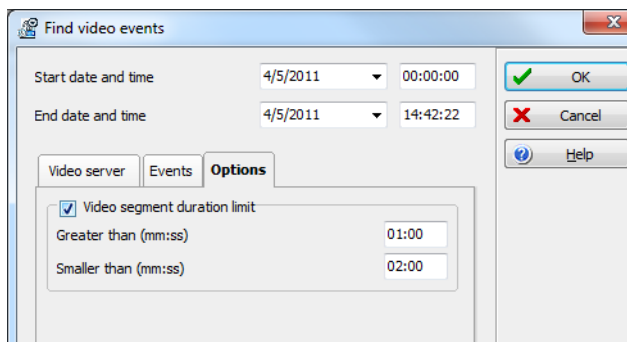 Find video events
Start date and time 4/5/2011 00:00:00 OK
End date and time 4/5/2011 14:42:22 Cancel
Help
Video server Events Options
Video segment duration limit
Greater than (mm:ss) 01:00
Smaller than (mm:ss) 02:00